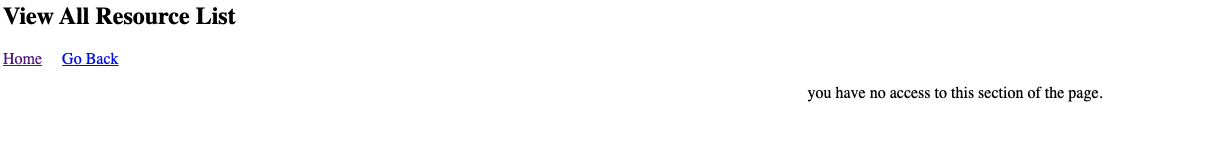 View All Resource List
Home Go Back
you have no access to this section of the page.